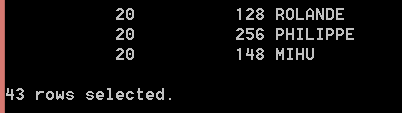 20 128 ROLANDE
20 256 PHILIPPE
20 148 MIHU
43 rows selected.